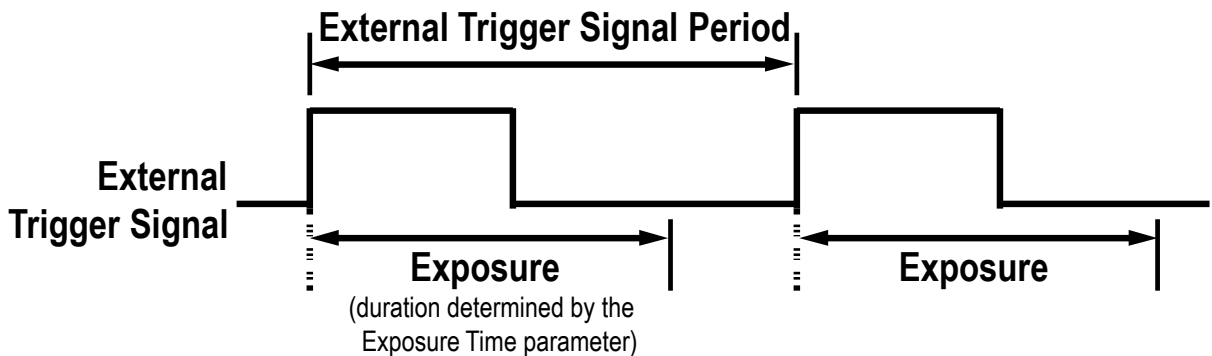 External Trigger Signal Period
External
Trigger Signal
Exposure
(duration determined by the
Exposure Time parameter)
Exposure